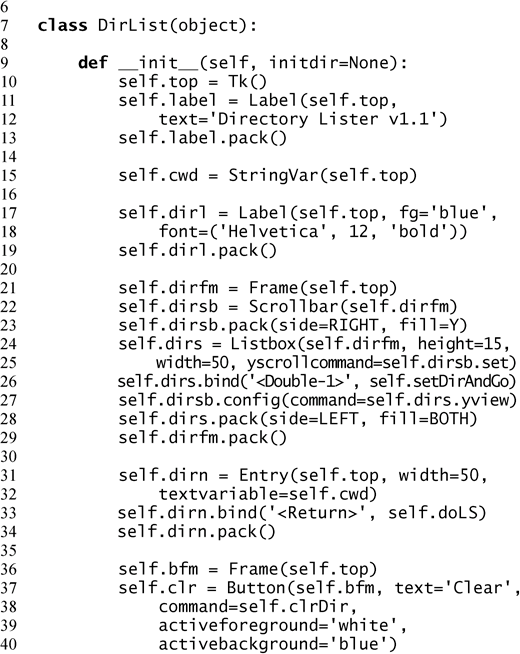 6
7 class DirList(object):
8
9     def __init__(self, initdir=None):
10         self.top = Tk()
11         self.label = Label(self.top,
12             text='Directory Lister v1.1')
13         self.label.pack()
14
15         self.cwd = StringVar(self.top)
16
17         self.dirl = Label(self.top, fg='blue',
18             font=('Helvetica', 12, 'bold'))
19         self.dirl.pack()
20
21         self.dirfm = Frame(self.top)
22         self.dirsb = Scrollbar(self.dirfm)
23         self.dirsb.pack(side=RIGHT, fill=Y)
24         self.dirs = Listbox(self.dirfm, height=15,
25             width=50, yscrollcommand=self.dirsb.set)
26         self.dirs.bind('<Double-1>', self.setDirAndGo)
27         self.dirsb.config(command=self.dirs.yview)
28         self.dirs.pack(side=LEFT, fill=BOTH)
29         self.dirfm.pack()
30
31         self.dirn = Entry(self.top, width=50,
32             textvariable=self.cwd)
33         self.dirn.bind('<Return>', self.doLS)
34         self.dirn.pack()
35
36         self.bfm = Frame(self.top)
37         self.clr = Button(self.bfm, text='Clear',
38             command=self.clrDir,
39             activeforeground='white',
40             activebackground='blue')